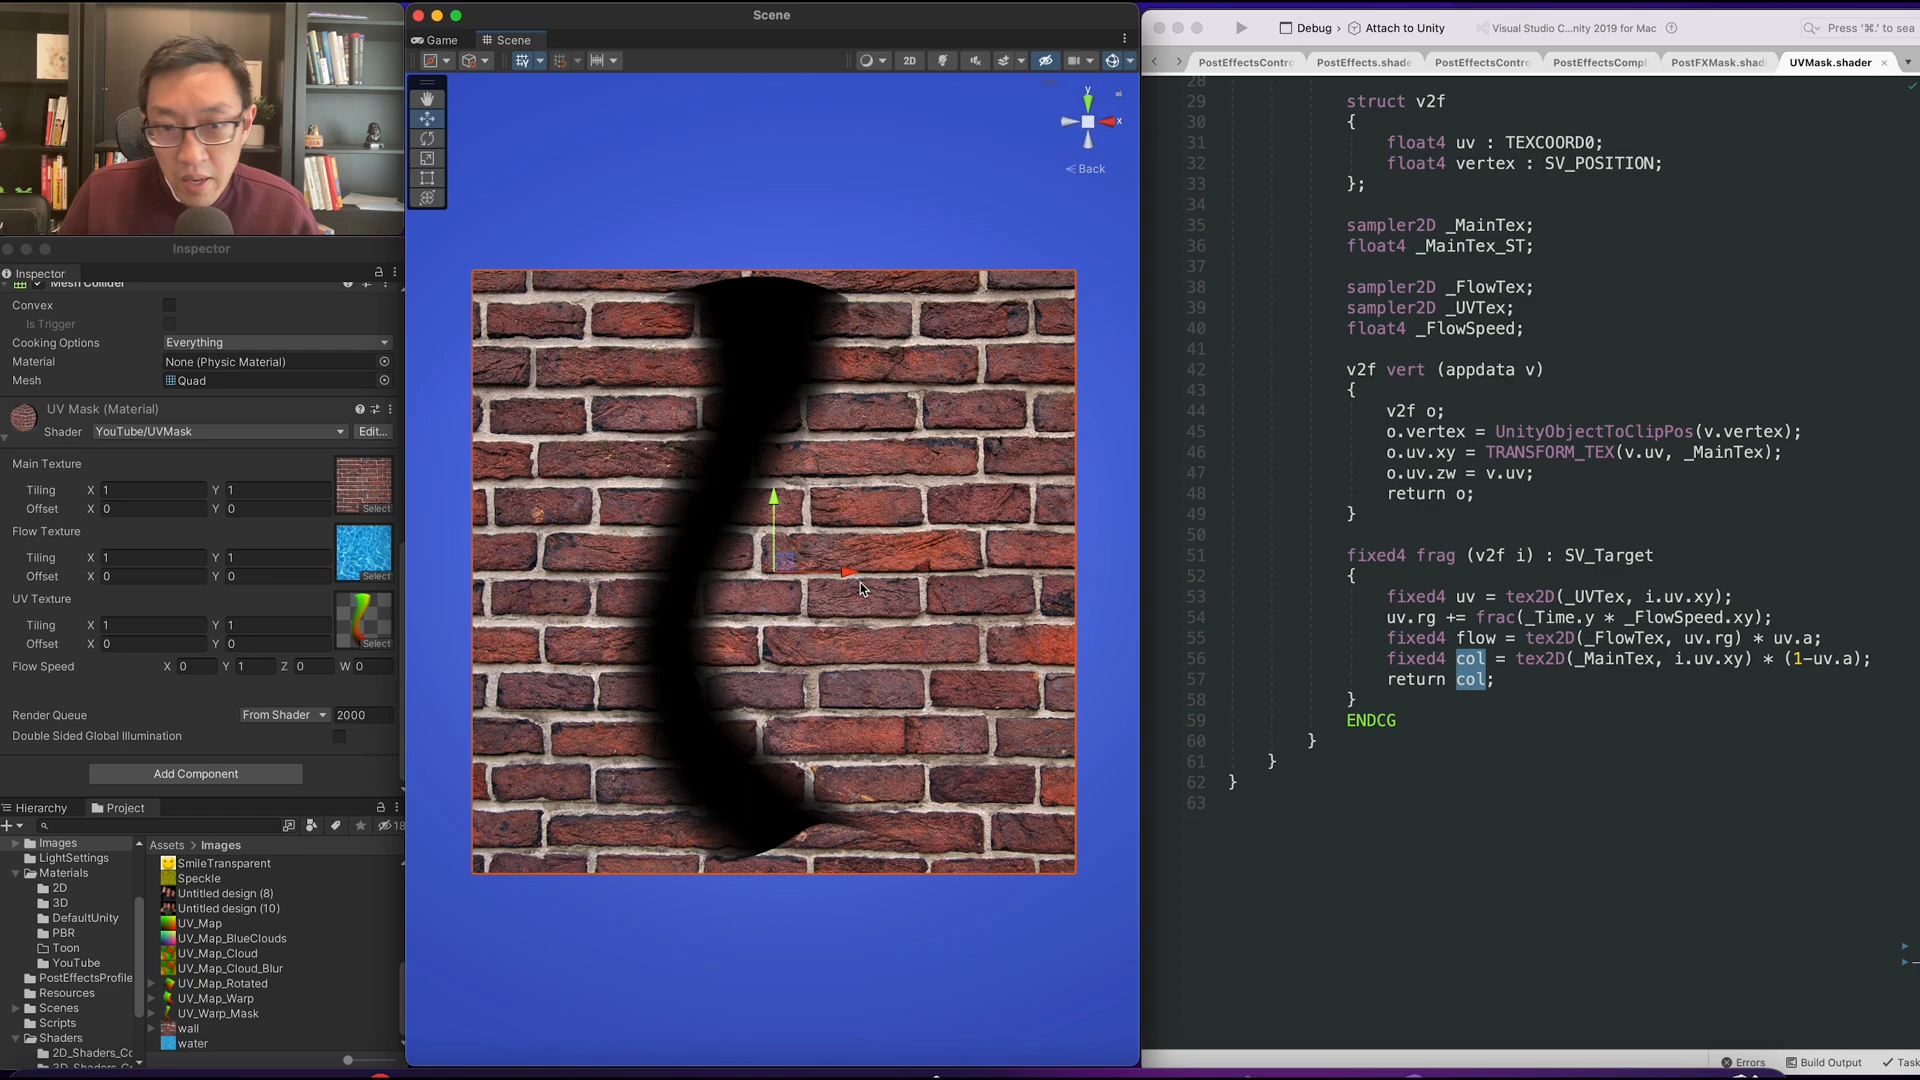 Inspector
Inspector
Mesh Collider
Convex
Is Trigger
Cooking Options Everything
Material None (Physic Material)
Mesh Quad
UV Mask (Material)
Shader YouTube/UVMask Edit...
Main Texture
Tiling X 1 Y 1
Offset X 0 Y 0
Select
Flow Texture
Tiling X 1 Y 1
Offset X 0 Y 0
Select
UV Texture
Tiling X 1 Y 1
Offset X 0 Y 0
Select
Flow Speed X 0 Y 1 Z 0 W 0
Render Queue From Shader 2000
Double Sided Global Illumination
Add Component
Hierarchy Project
18
Images
LightSettings
Materials
2D
3D
DefaultUnity
PBR
Toon
YouTube
PostEffectsProfile
Resources
Scenes
Scripts
Shaders
2D_Shaders_Co
Assets > Images
SmileTransparent
Speckle
Untitled design (8)
Untitled design (10)
UV_Map
UV_Map_BlueClouds
UV_Map_Cloud
UV_Map_Cloud_Blur
UV_Map_Rotated
UV_Map_Warp
UV_Warp_Mask
wall
water
Scene
Game Scene
2D
y
x
Back
Debug > Attach to Unity
Visual Studio C...nity 2019 for Mac
Press '⌘.' to sea
PostEffectsContro PostEffects.shade PostEffectsContro PostEffectsCompl PostFXMask.shad UVMask.shader
28
29 struct v2f
30 {
31 float4 uv : TEXCOORD0;
32 float4 vertex : SV_POSITION;
33 };
34
35 sampler2D _MainTex;
36 float4 _MainTex_ST;
37
38 sampler2D _FlowTex;
39 sampler2D _UVTex;
40 float4 _FlowSpeed;
41
42 v2f vert (appdata v)
43 {
44 v2f o;
45 o.vertex = UnityObjectToClipPos(v.vertex);
46 o.uv.xy = TRANSFORM_TEX(v.uv, _MainTex);
47 o.uv.zw = v.uv;
48 return o;
49 }
50
51 fixed4 frag (v2f i) : SV_Target
52 {
53 fixed4 uv = tex2D(_UVTex, i.uv.xy);
54 uv.rg += frac(_Time.y * _FlowSpeed.xy);
55 fixed4 flow = tex2D(_FlowTex, uv.rg) * uv.a;
56 fixed4 col = tex2D(_MainTex, i.uv.xy) * (1-uv.a);
57 return col;
58 }
59 ENDCG
60 }
61 }
62 }
63
Errors Build Output Task